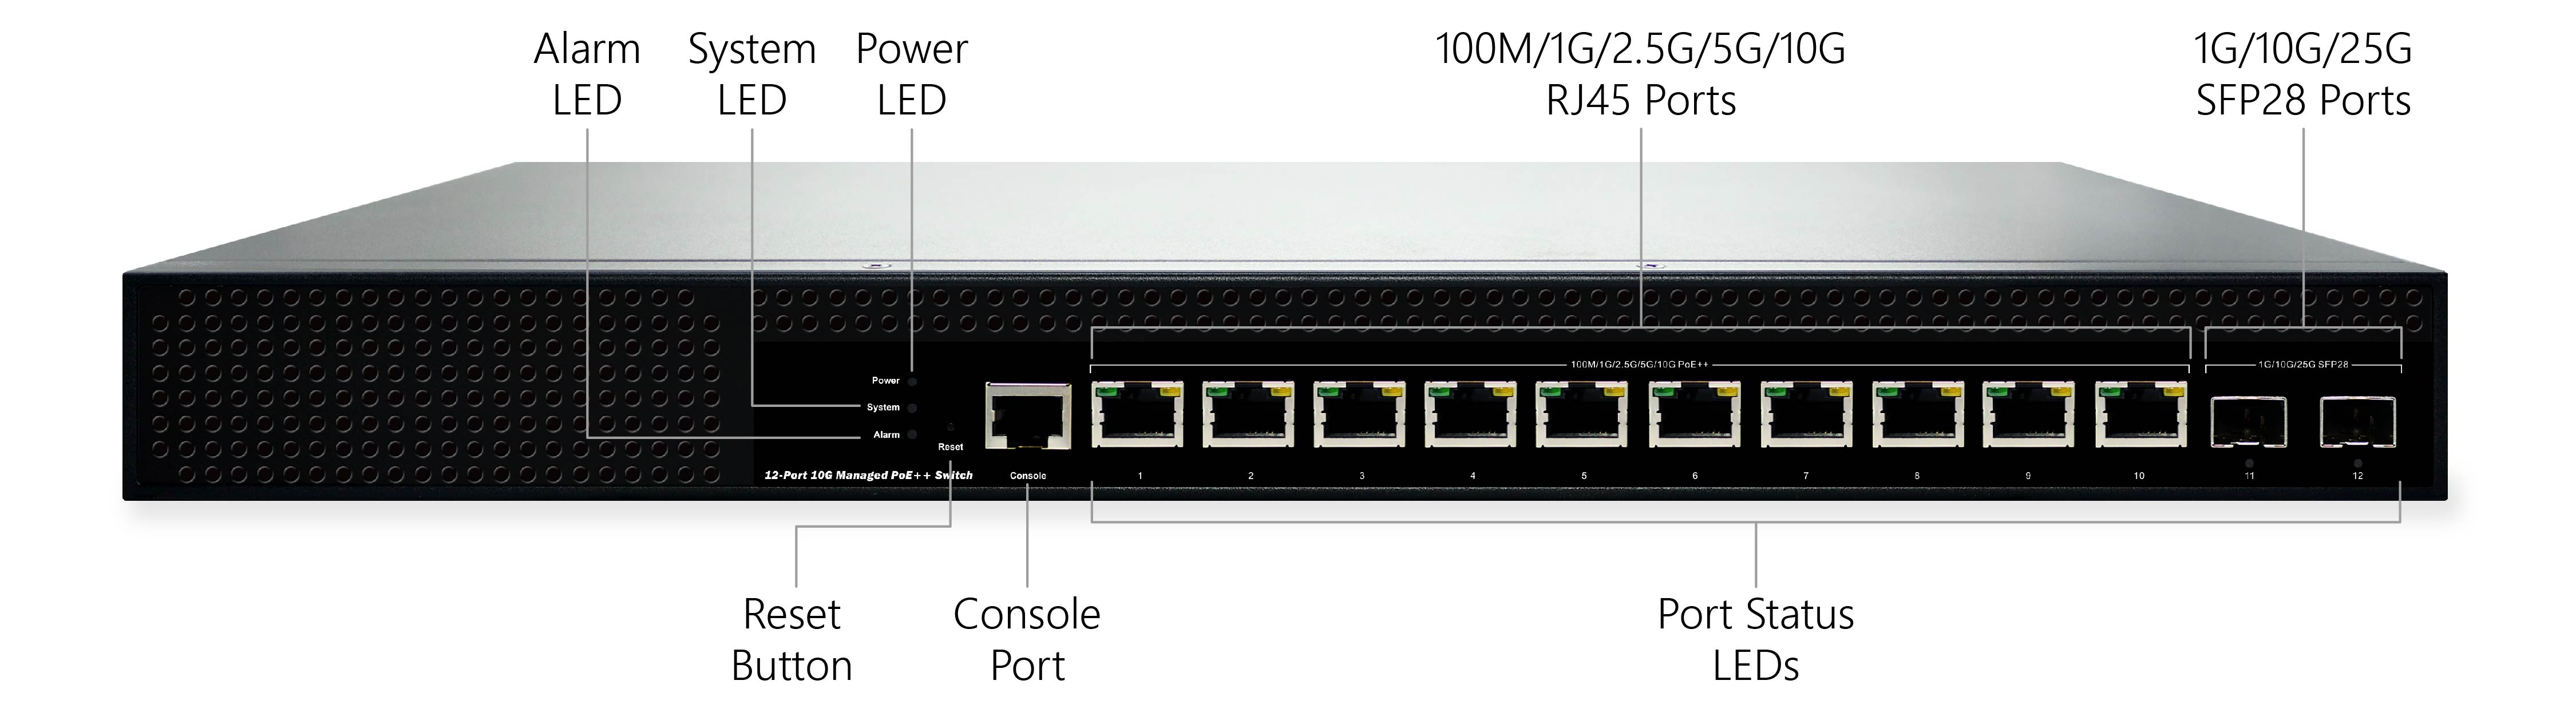 Alarm LED
System LED
Power LED
100M/1G/2.5G/5G/10G
RJ45 Ports
1G/10G/25G
SFP28 Ports
100M/1G/2.5G/5G/10G PoE++
1G/10G/25G SFP28
Power
System
Alarm
Reset
12-Port 10G Managed PoE++ Switch
Console
1 2 3 4 5 6 7 8 9 10 11 12
Reset Button
Console Port
Port Status LEDs